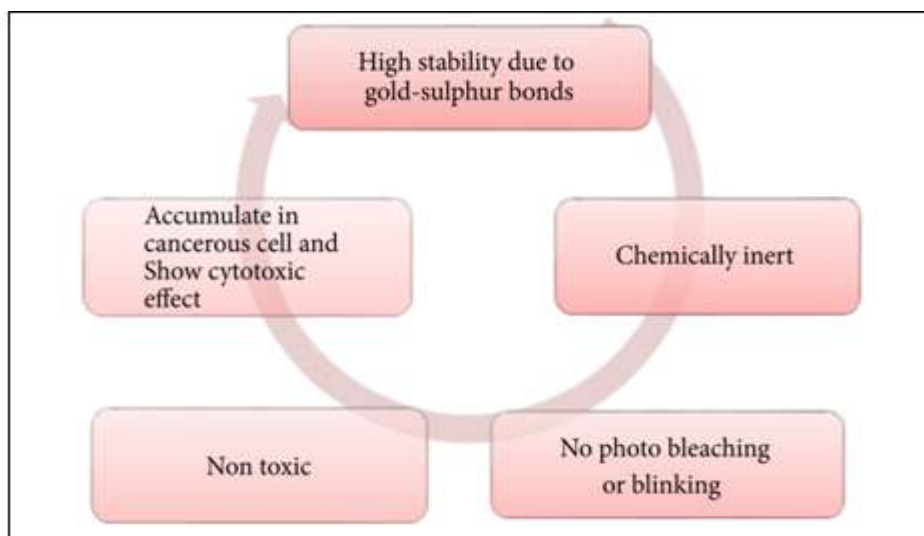 High stability due to
gold-sulphur bonds
Accumulate in
cancerous cell and
Show cytotoxic
effect
Chemically inert
Non toxic
No photo bleaching
or blinking